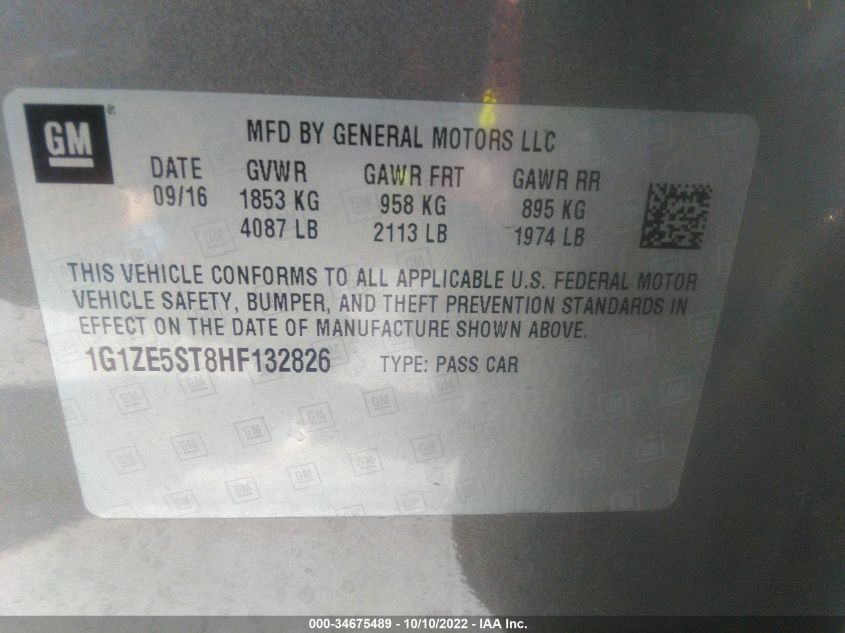 GM ®
MFD BY GENERAL MOTORS LLC
DATE GVWR GAWR FRT GAWR RR
09/16 1853 KG 958 KG 895 KG
4087 LB 2113 LB 1974 LB
THIS VEHICLE CONFORMS TO ALL APPLICABLE U.S. FEDERAL MOTOR
VEHICLE SAFETY, BUMPER, AND THEFT PREVENTION STANDARDS IN
EFFECT ON THE DATE OF MANUFACTURE SHOWN ABOVE.
1G1ZE5ST8HF132826 TYPE: PASS CAR
000-34675489 - 10/10/2022 - IAA Inc.